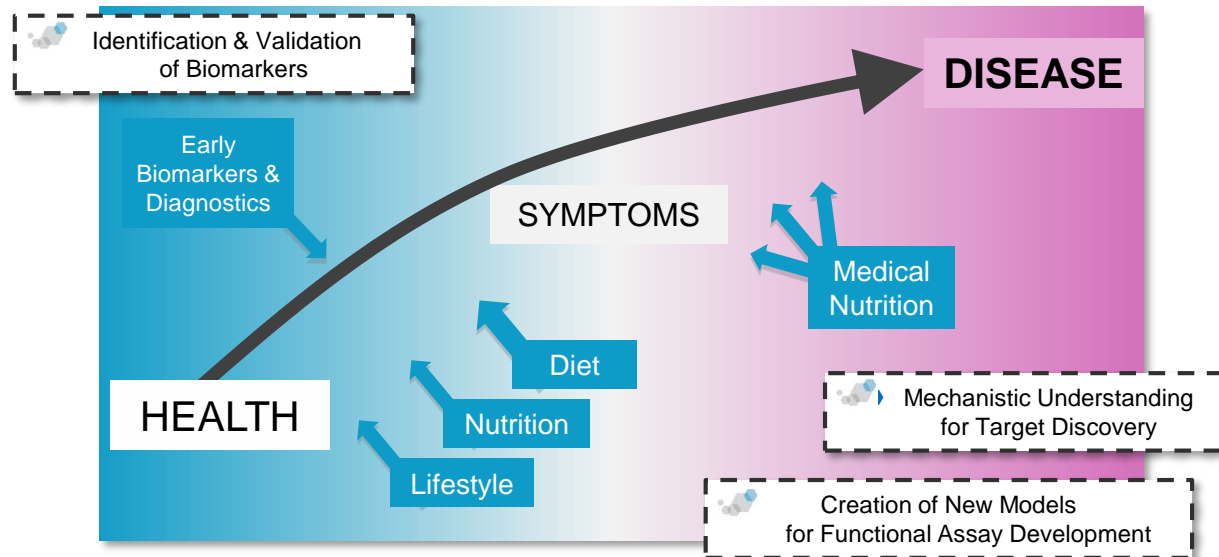 Identification & Validation
of Biomarkers
DISEASE
Early
Biomarkers &
Diagnostics
SYMPTOMS
Medical
Nutrition
Diet
HEALTH
Nutrition
Lifestyle
Mechanistic Understanding
for Target Discovery
Creation of New Models
for Functional Assay Development